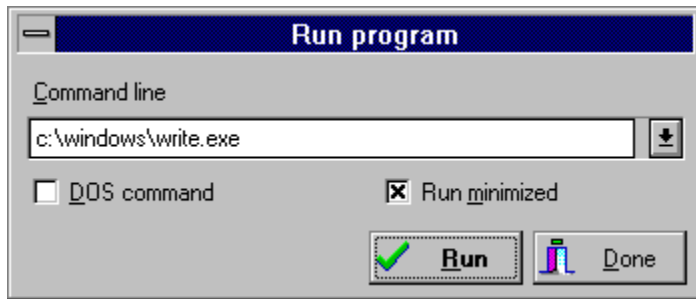 Run program
Command line
c:\windows\write.exe
DOS command Run minimized
Run Done